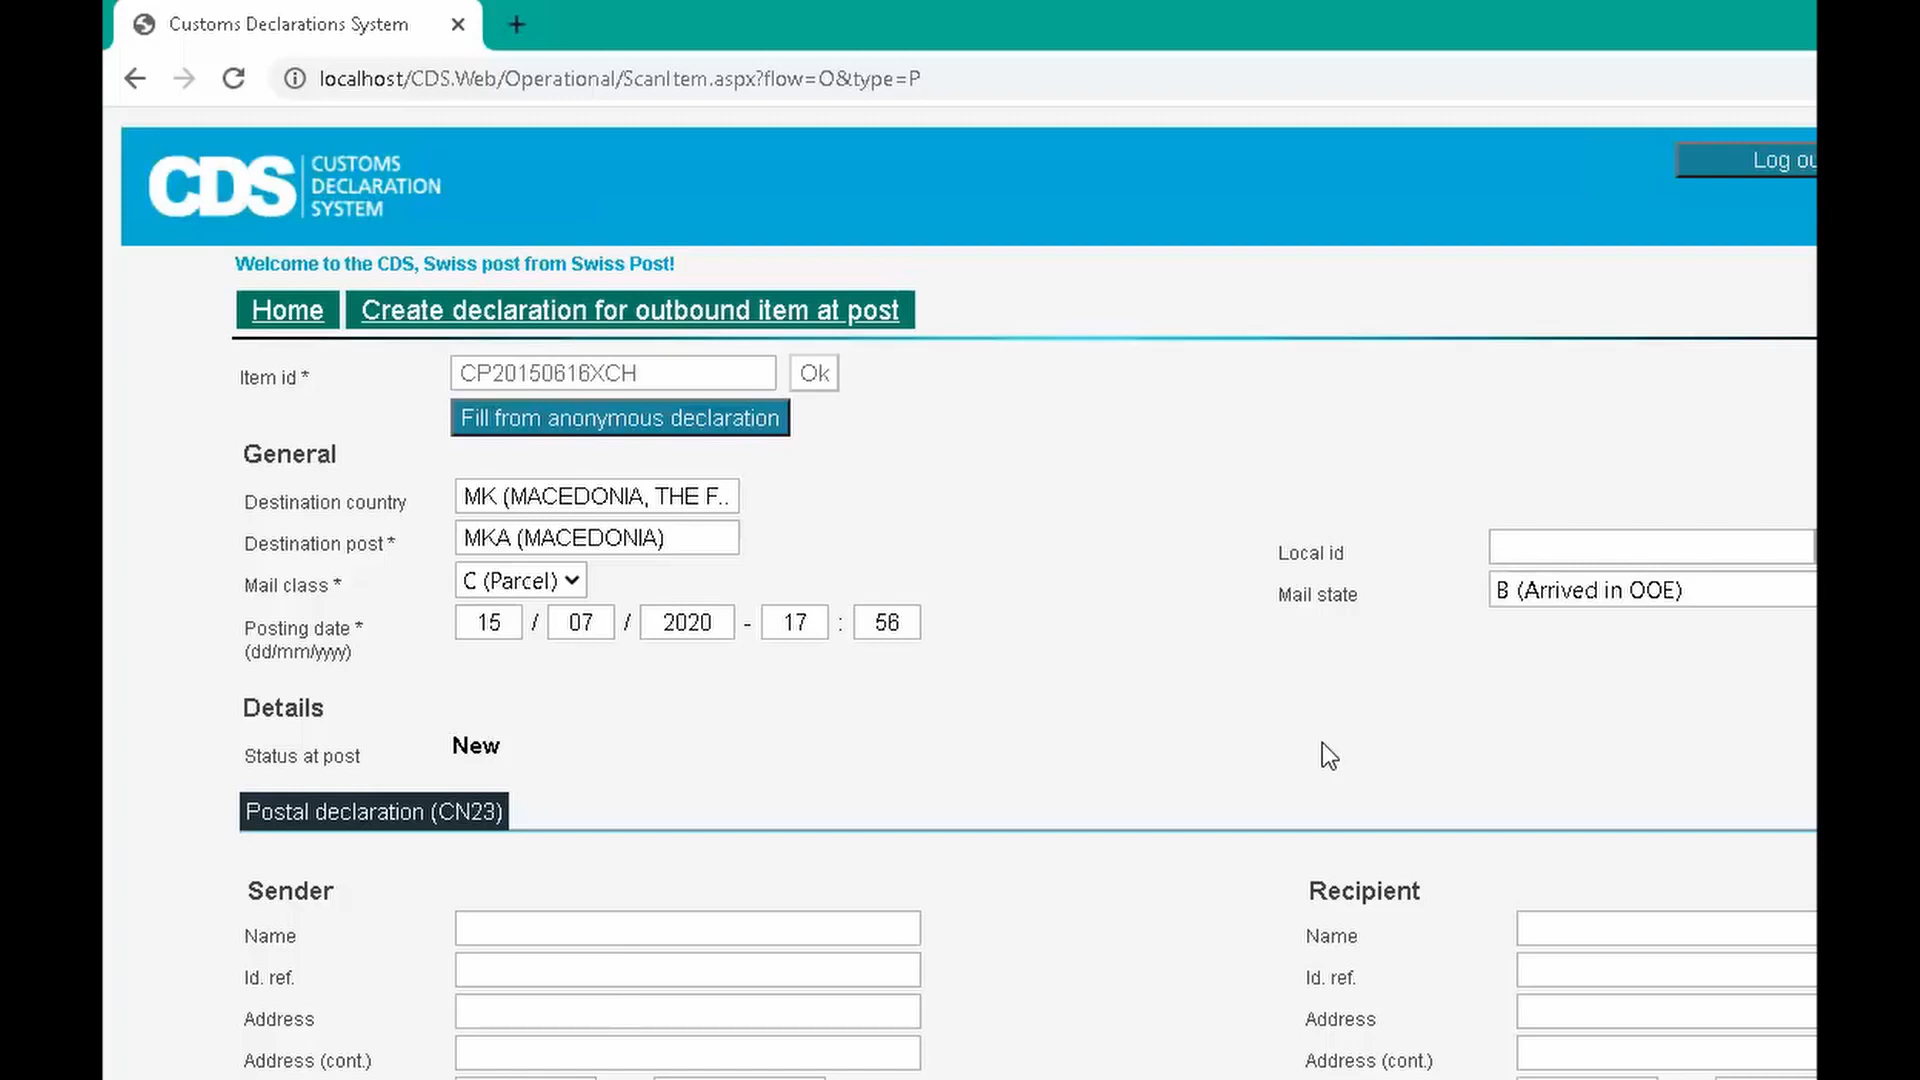 Customs Declarations System
localhost/CDS.Web/Operational/ScanItem.aspx?flow=O&type=P
CDS CUSTOMS
DECLARATION
SYSTEM
Log ou
Welcome to the CDS, Swiss post from Swiss Post!
Home Create declaration for outbound item at post
Item id * CP20150616XCH Ok
Fill from anonymous declaration
General
Destination country MK (MACEDONIA, THE F..
Destination post * MKA (MACEDONIA)
Local id
Mail class * C (Parcel)
Mail state B (Arrived in OOE)
Posting date * 15 / 07 / 2020 - 17 : 56
(dd/mm/yyyy)
Details
Status at post New
Postal declaration (CN23)
Sender Recipient
Name Name
Id. ref. Id. ref.
Address Address
Address (cont.) Address (cont.)